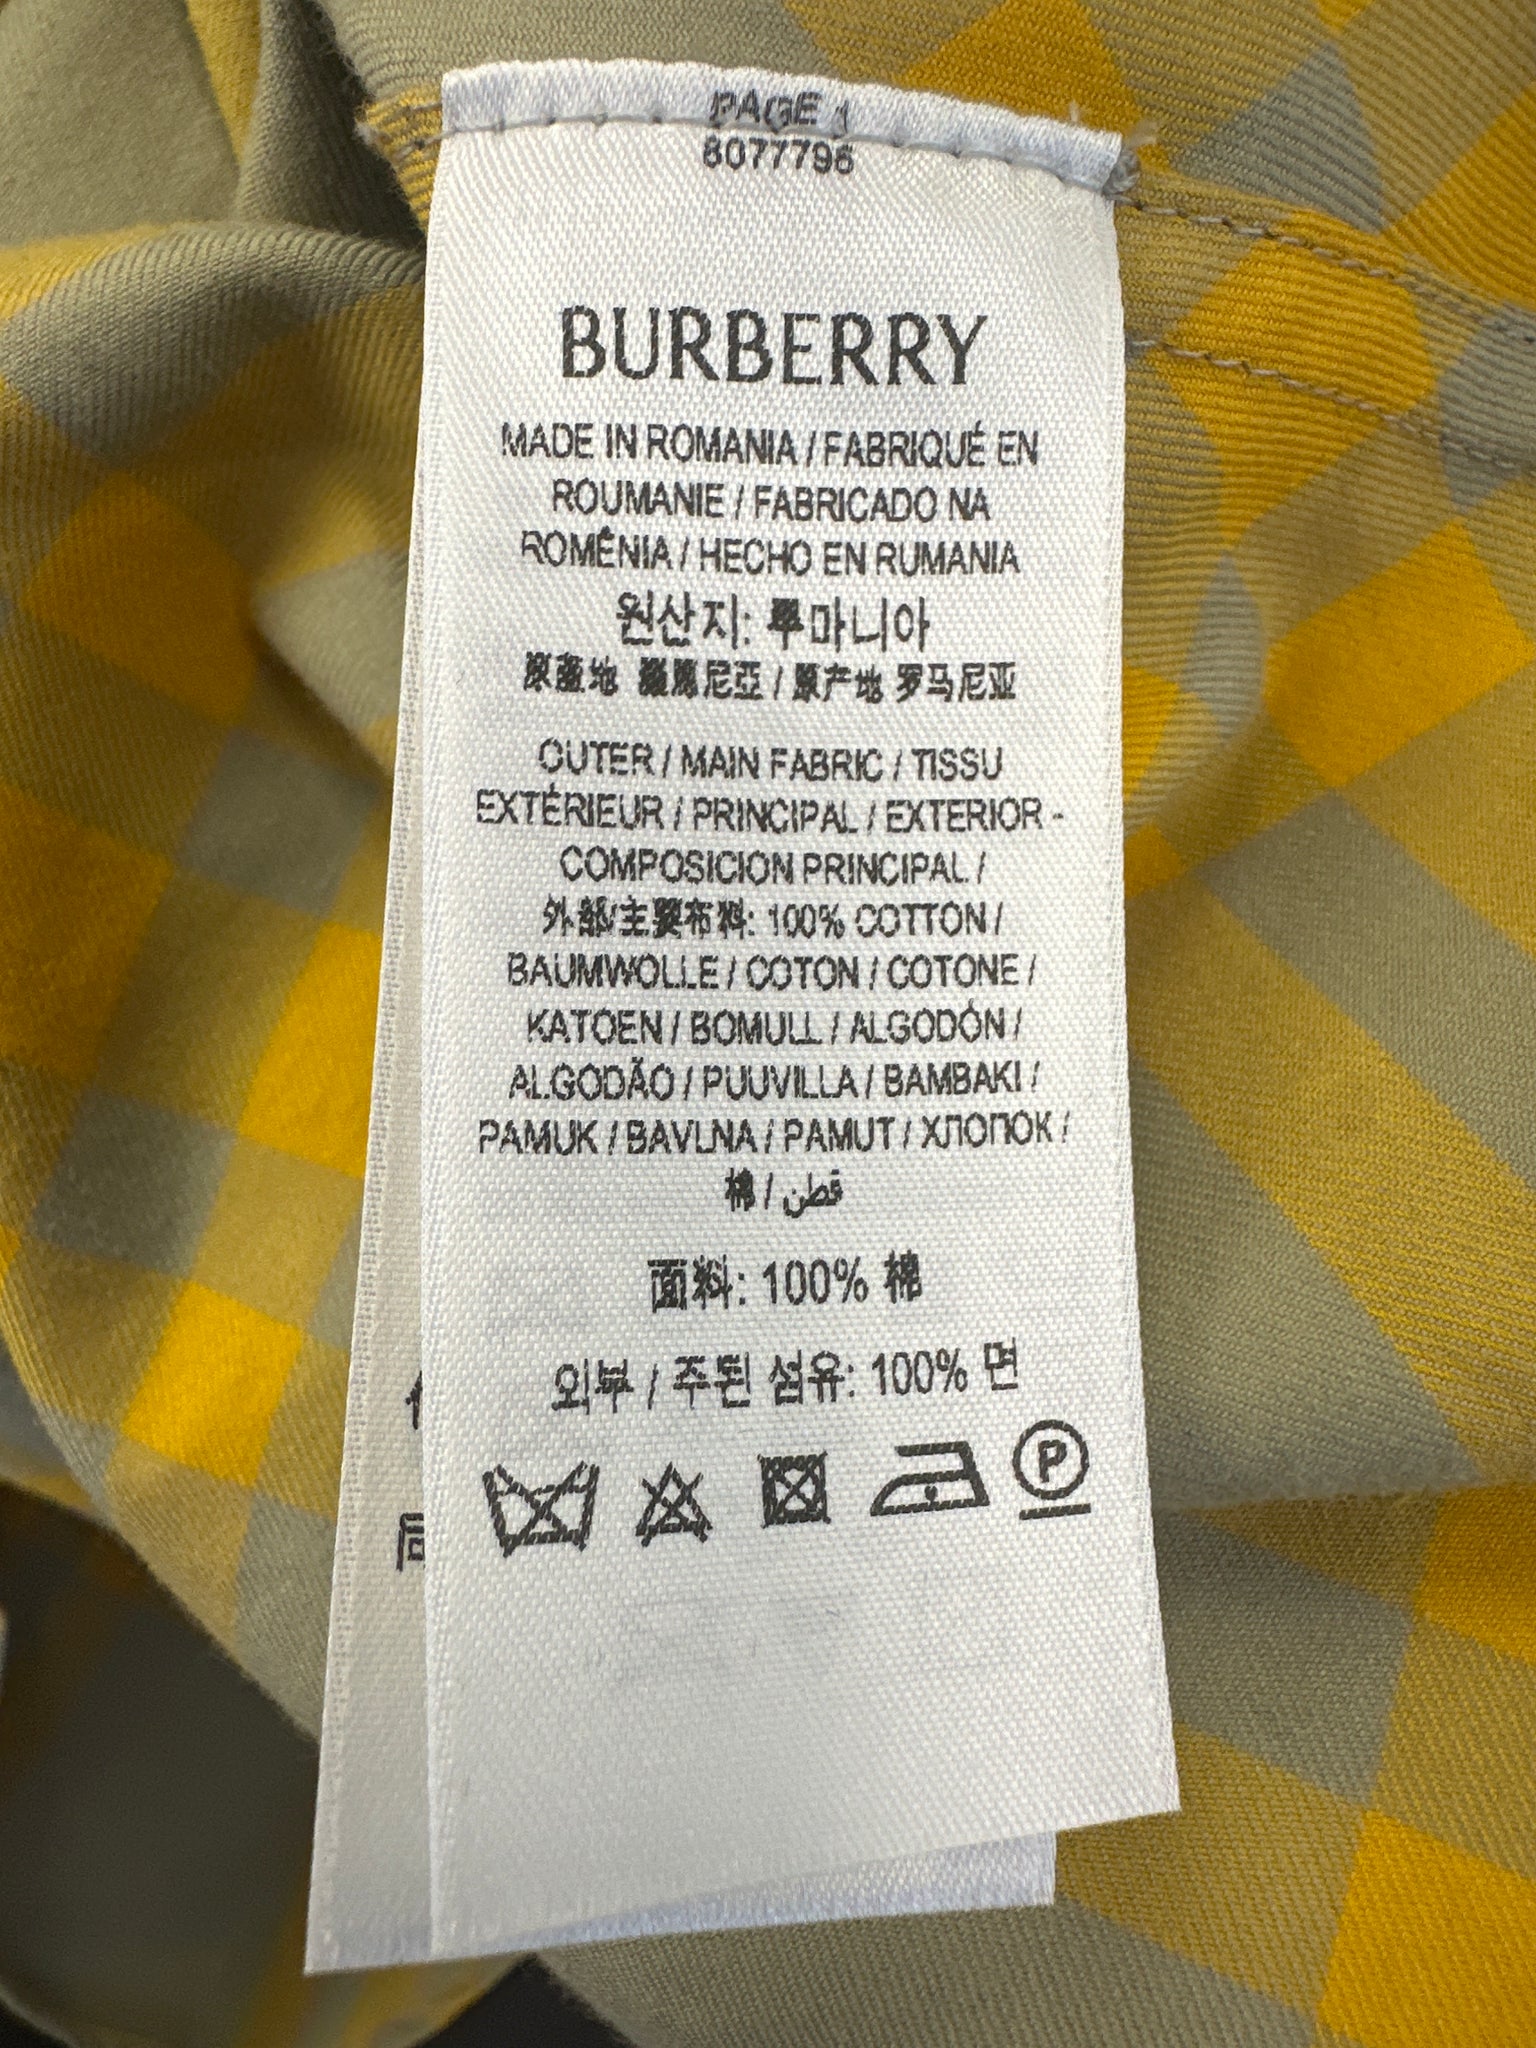 PAGE 1
8077796
BURBERRY
MADE IN ROMANIA / FABRIQUÉ EN
ROUMANIE / FABRICADO NA
ROMÊNIA / HECHO EN RUMANIA
원산지: 루마니아
原產地 羅馬尼亞 / 原产地 罗马尼亚
OUTER / MAIN FABRIC / TISSU
EXTÉRIEUR / PRINCIPAL / EXTERIOR -
COMPOSICION PRINCIPAL /
外部/主要布料: 100% COTTON /
BAUMWOLLE / COTON / COTONE /
KATOEN / BOMULL / ALGODÓN /
ALGODÃO / PUUVILLA / BAMBAKI /
PAMUK / BAVLNA / PAMUT / ХЛОПОК /
棉 / قطن
面料: 100% 棉
외부 / 주된 섬유: 100% 면
P